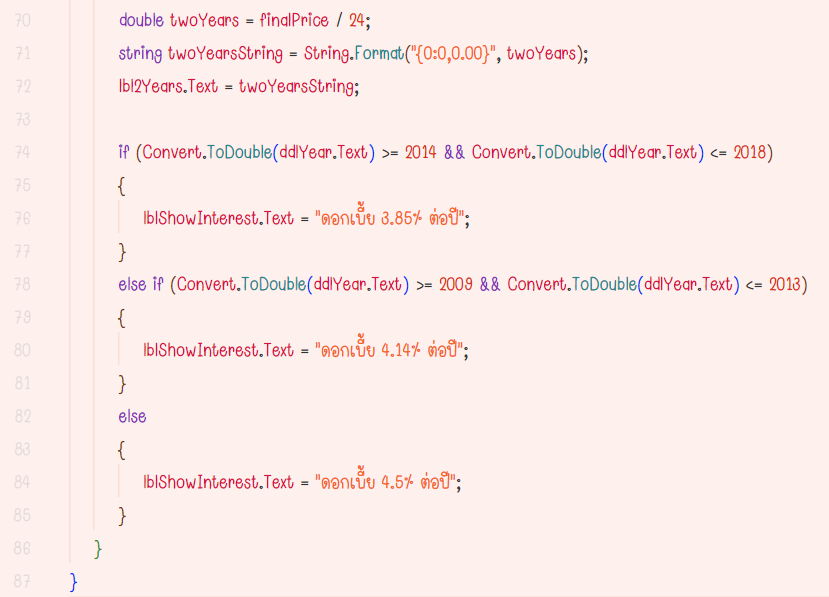 70 double twoYears = finalPrice / 24;
71 string twoYearsString = String.Format("{0:0,0.00}", twoYears);
72 lbl2Years.Text = twoYearsString;
73
74 if (Convert.ToDouble(ddlYear.Text) >= 2014 && Convert.ToDouble(ddlYear.Text) <= 2018)
75 {
76 lblShowInterest.Text = "ดอกเบี้ย 3.85% ต่อปี";
77 }
78 else if (Convert.ToDouble(ddlYear.Text) >= 2009 && Convert.ToDouble(ddlYear.Text) <= 2013)
79 {
80 lblShowInterest.Text = "ดอกเบี้ย 4.14% ต่อปี";
81 }
82 else
83 {
84 lblShowInterest.Text = "ดอกเบี้ย 4.5% ต่อปี";
85 }
86 }
87 }